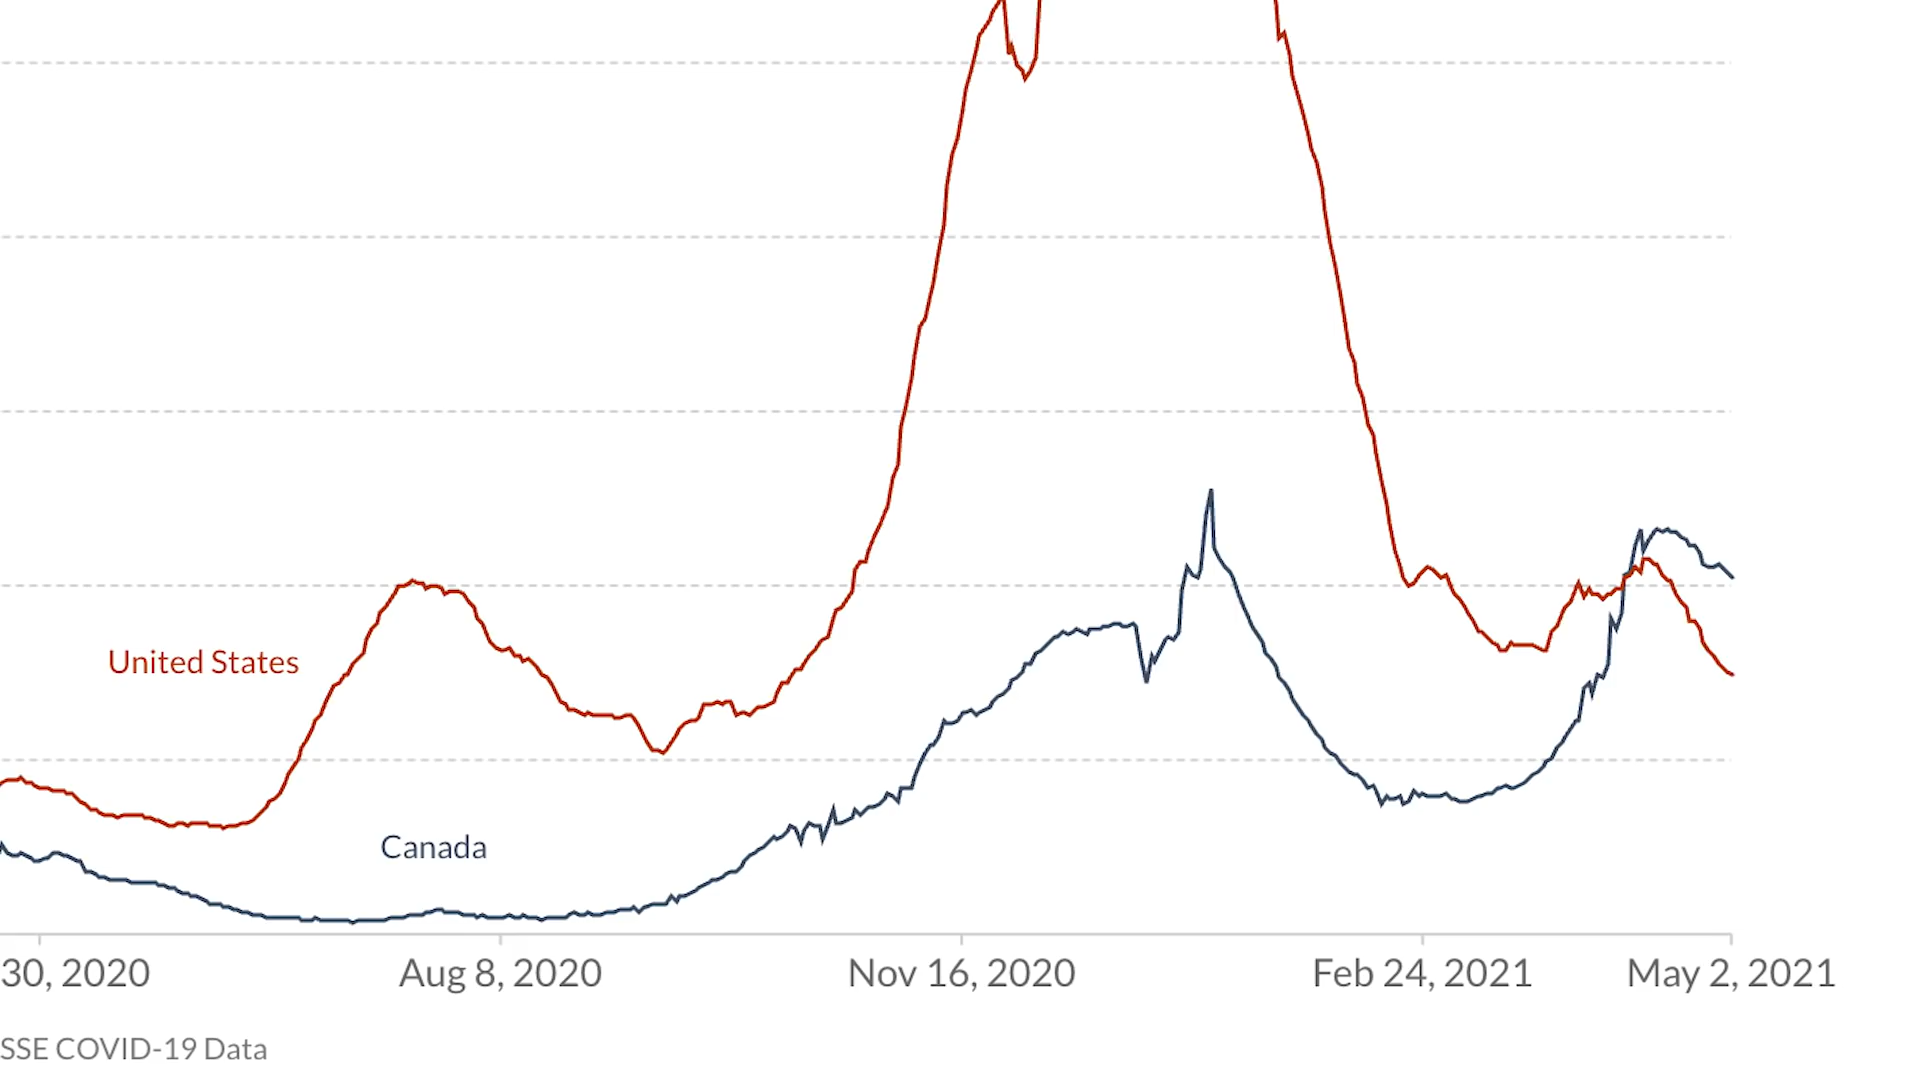 United States
Canada
30, 2020 Aug 8, 2020 Nov 16, 2020 Feb 24, 2021 May 2, 2021
SSE COVID-19 Data